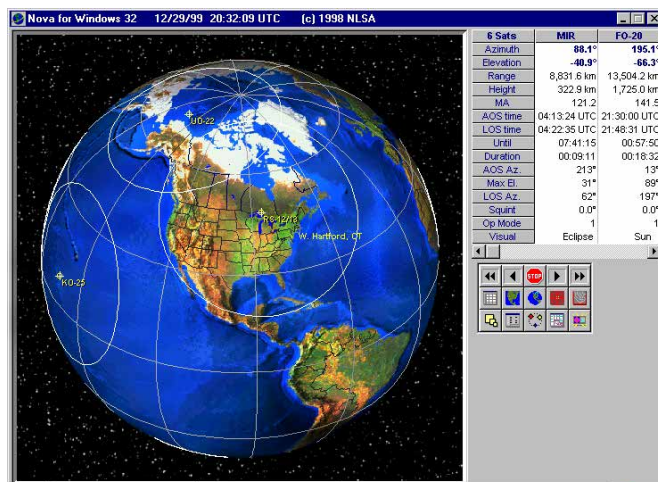 Nova for Windows 32 12/29/99 20:32:09 UTC (c) 1998 NLSA
6 Sats MIR FO-20
Azimuth 88.1° 195.1°
Elevation -40.9° -66.3°
Range 8,831.6 km 13,504.2 km
Height 322.9 km 1,725.0 km
MA 121.2 141.5
AOS time 04:13:24 UTC 21:30:00 UTC
LOS time 04:22:35 UTC 21:48:31 UTC
Until 07:41:15 00:57:50
Duration 00:09:11 00:18:32
AOS Az. 213° 13°
Max El. 31° 89°
LOS Az. 62° 197°
Squint 0.0° 0.0°
Op Mode 1 1
Visual Eclipse Sun
STOP
UO-22
RS-12/13
W. Hartford, CT
KO-25